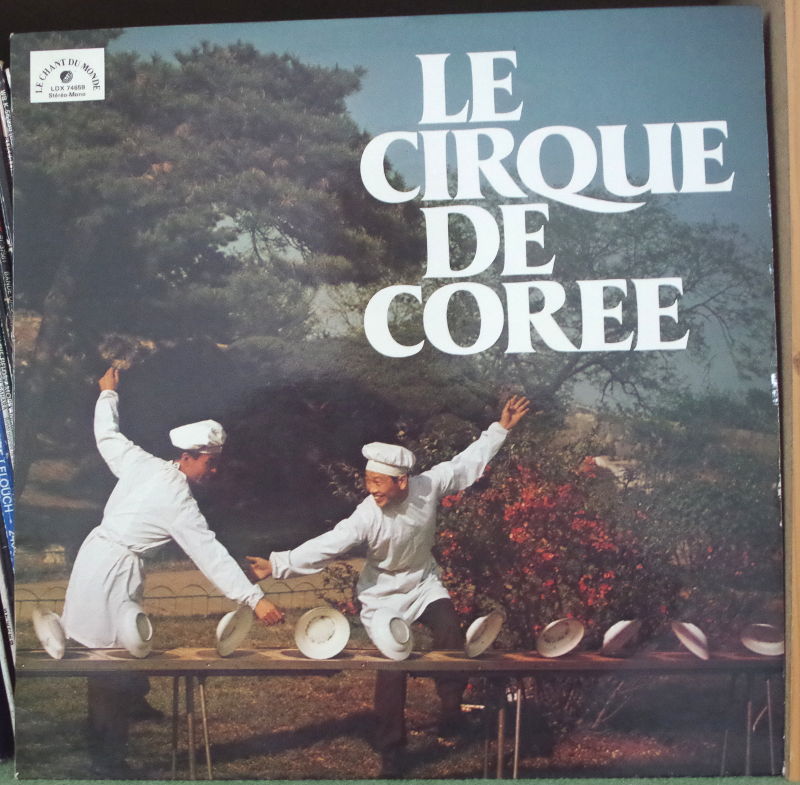 LE CHANT DU MONDE
LDX 74659
Stéréo-Mono
LE
CIRQUE
DE
COREE
LELOUCH